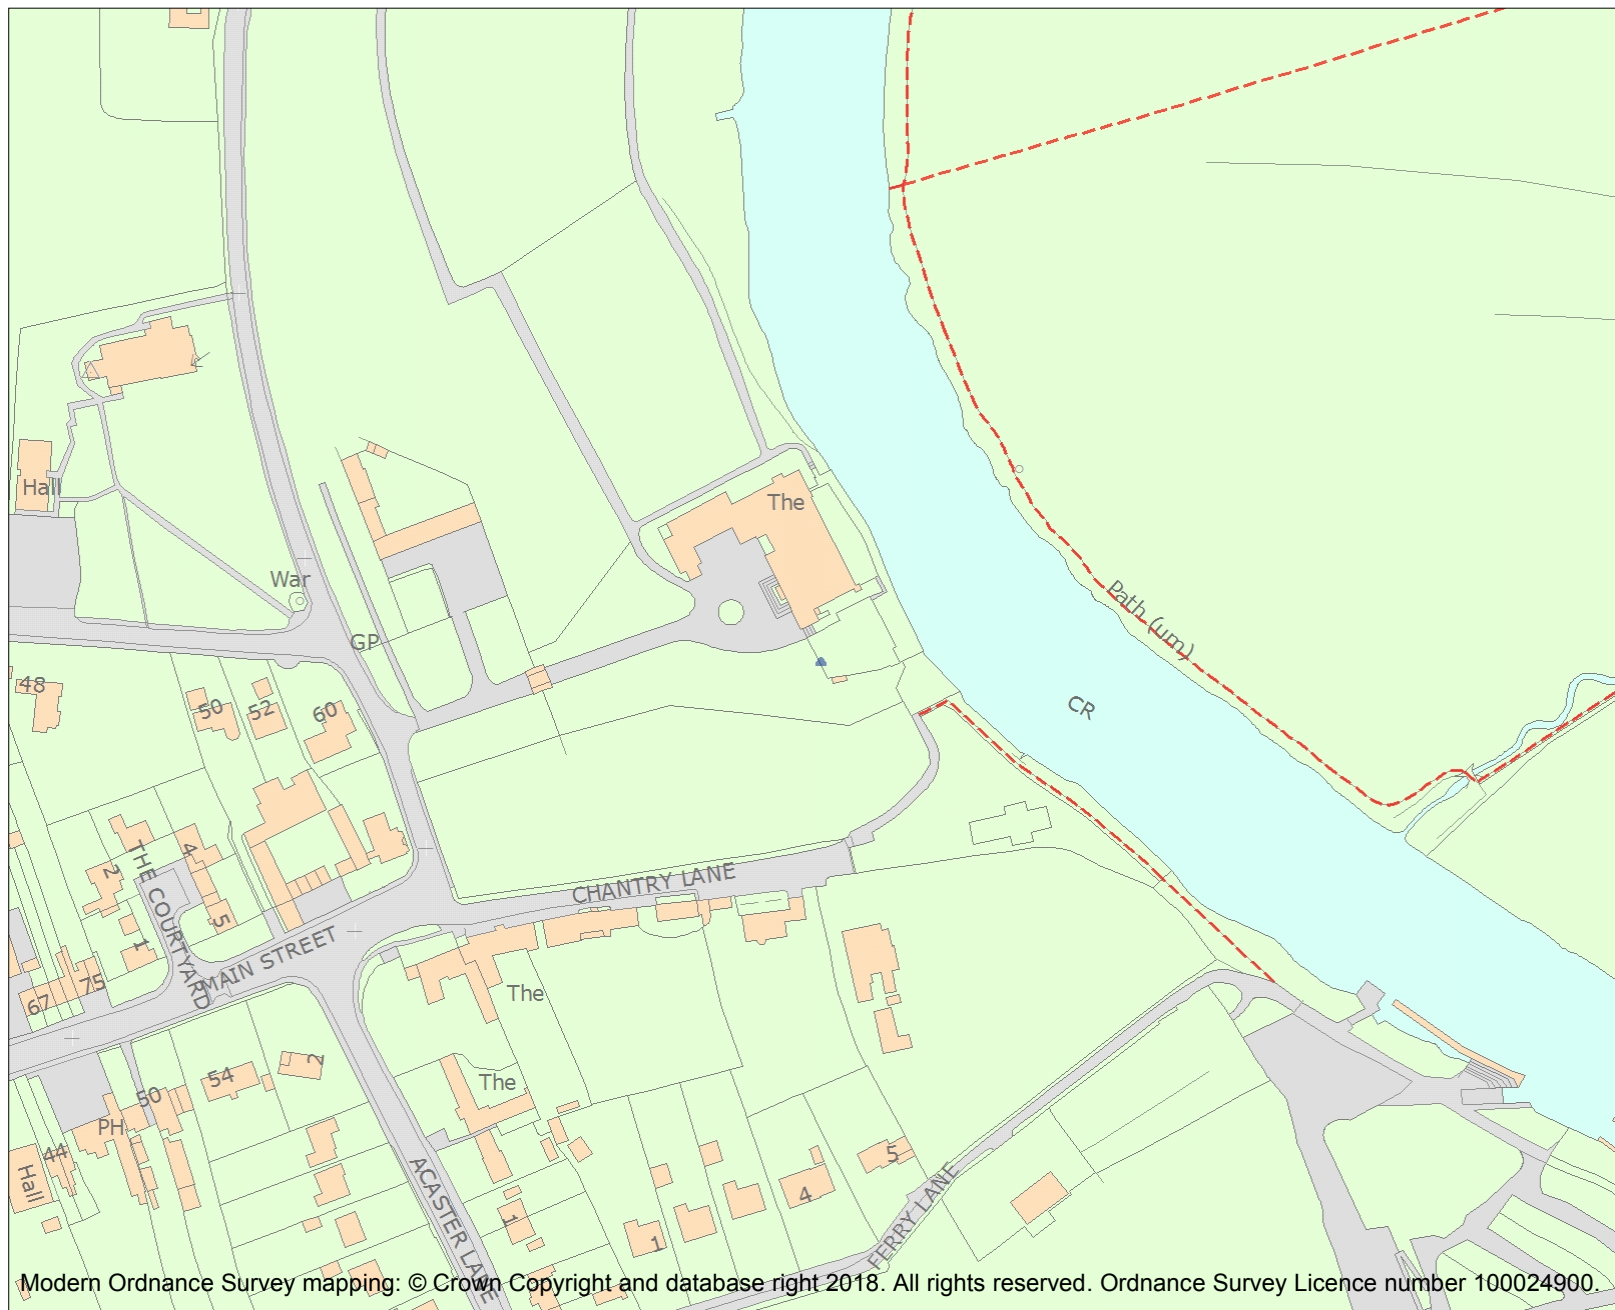 The
Hall
War
GP
Path (um)
CR
48
50
52
60
CHANTRY LANE
4
2
THE COURTYARD
5
1
MAIN STREET
75
67
The
The
2
54
50
PH
44
Hall
ACASTER LANE
1
1
4
5
FERRY LANE
Modern Ordnance Survey mapping: © Crown Copyright and database right 2018. All rights reserved. Ordnance Survey Licence number 100024900.